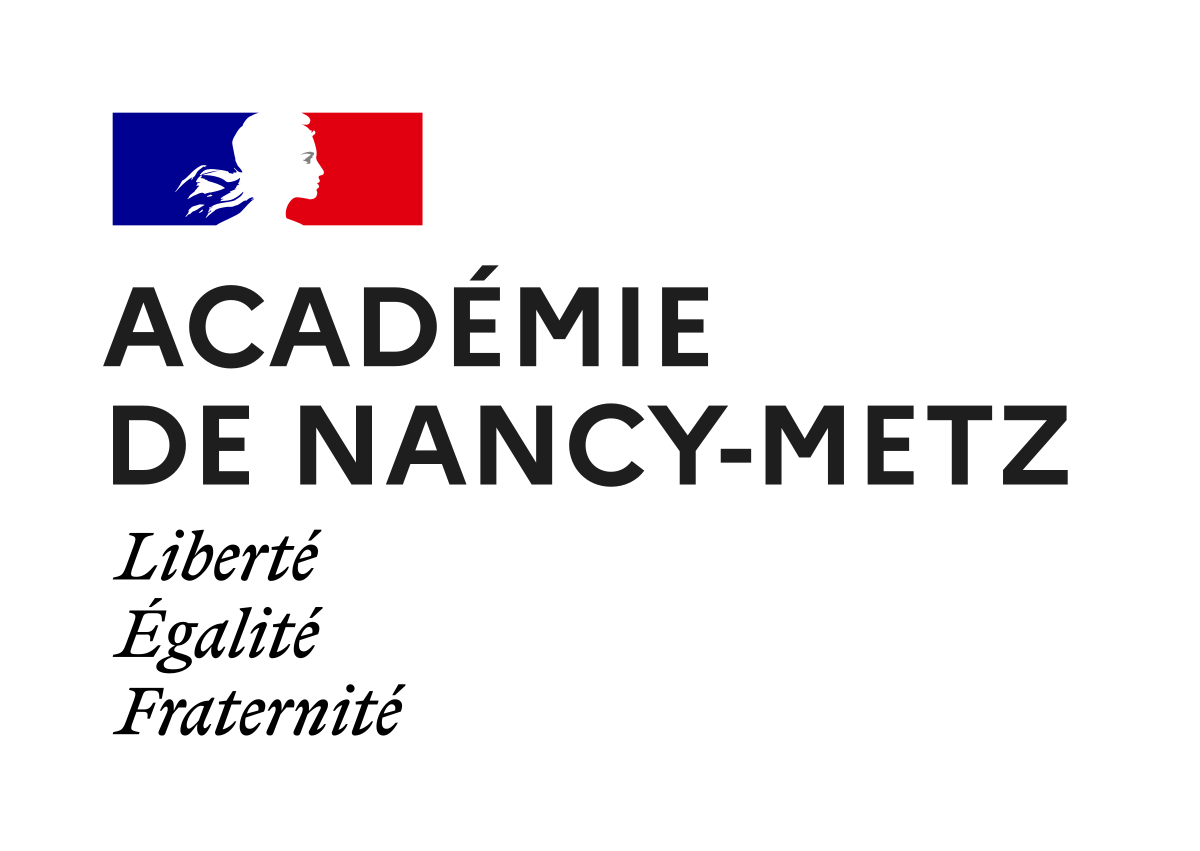 ACADÉMIE
DE NANCY-METZ
Liberté
Égalité
Fraternité